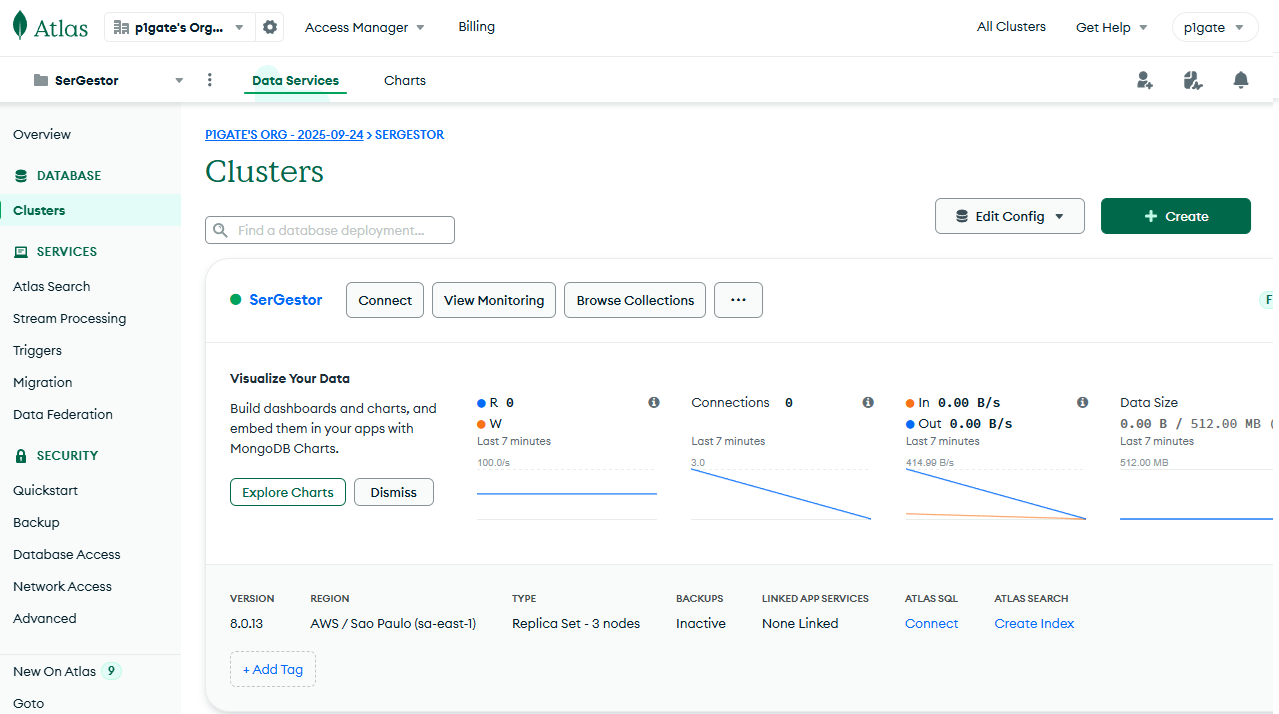 Atlas
p1gate's Org...
Access Manager
Billing
All Clusters
Get Help
p1gate
SerGestor
Data Services
Charts
Overview
DATABASE
Clusters
SERVICES
Atlas Search
Stream Processing
Triggers
Migration
Data Federation
SECURITY
Quickstart
Backup
Database Access
Network Access
Advanced
New On Atlas 9
Goto
P1GATE'S ORG - 2025-09-24 > SERGESTOR
Clusters
Find a database deployment...
Edit Config
+ Create
SerGestor
Connect
View Monitoring
Browse Collections
...
F
Visualize Your Data
Build dashboards and charts, and
embed them in your apps with
MongoDB Charts.
Explore Charts
Dismiss
R 0
W
Last 7 minutes
100.0/s
Connections 0
Last 7 minutes
3.0
In 0.00 B/s
Out 0.00 B/s
Last 7 minutes
414.99 B/s
Data Size
0.00 B / 512.00 MB (
Last 7 minutes
512.00 MB
VERSION
8.0.13
REGION
AWS / Sao Paulo (sa-east-1)
TYPE
Replica Set - 3 nodes
BACKUPS
Inactive
LINKED APP SERVICES
None Linked
ATLAS SQL
Connect
ATLAS SEARCH
Create Index
+ Add Tag